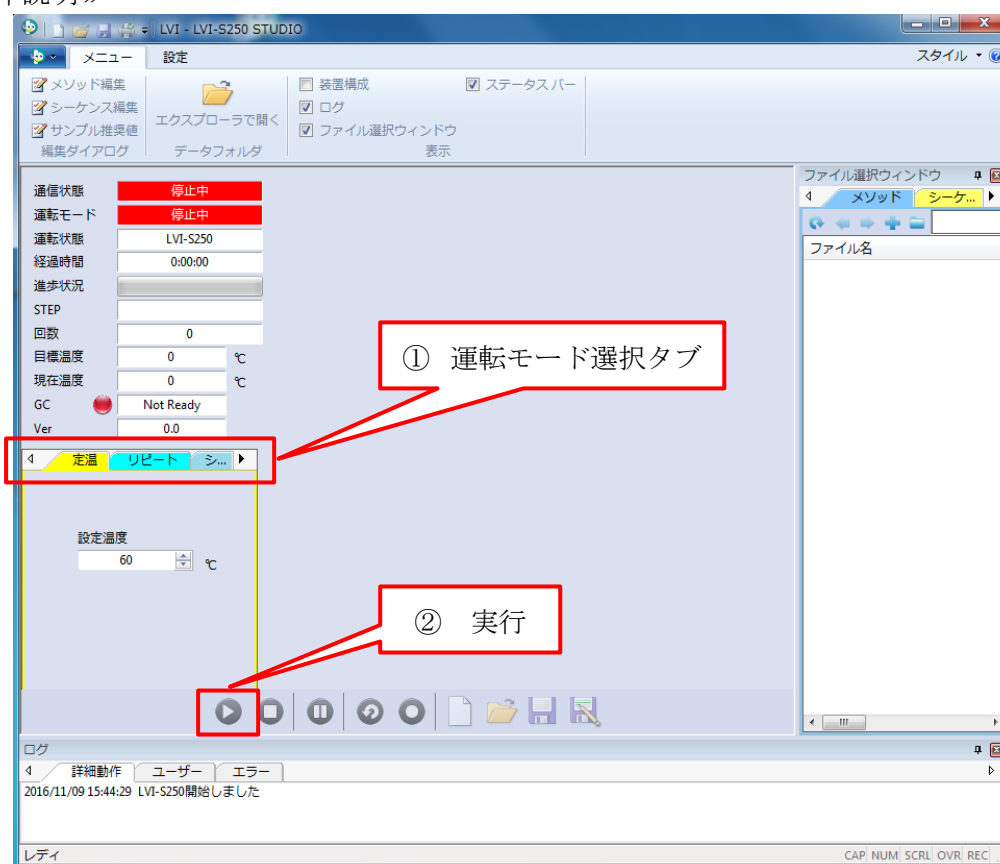 LVI - LVI-S250 STUDIO
メニュー 設定 スタイル
メソッド編集
シーケンス編集
サンプル推奨値
編集ダイアログ
エクスプローラで開く
データフォルダ
装置構成
ログ
ファイル選択ウィンドウ
ステータス バー
表示
通信状態 停止中
運転モード 停止中
運転状態 LVI-S250
経過時間 0:00:00
進歩状況
STEP
回数 0
目標温度 0 ℃
現在温度 0 ℃
GC Not Ready
Ver 0.0
定温 リピート シ...
設定温度
60 ℃
① 運転モード選択タブ
② 実行
ファイル選択ウィンドウ
メソッド シーケ...
ファイル名
ログ
詳細動作 ユーザー エラー
2016/11/09 15:44:29 LVI-S250開始しました
レディ CAP NUM SCRL OVR REC